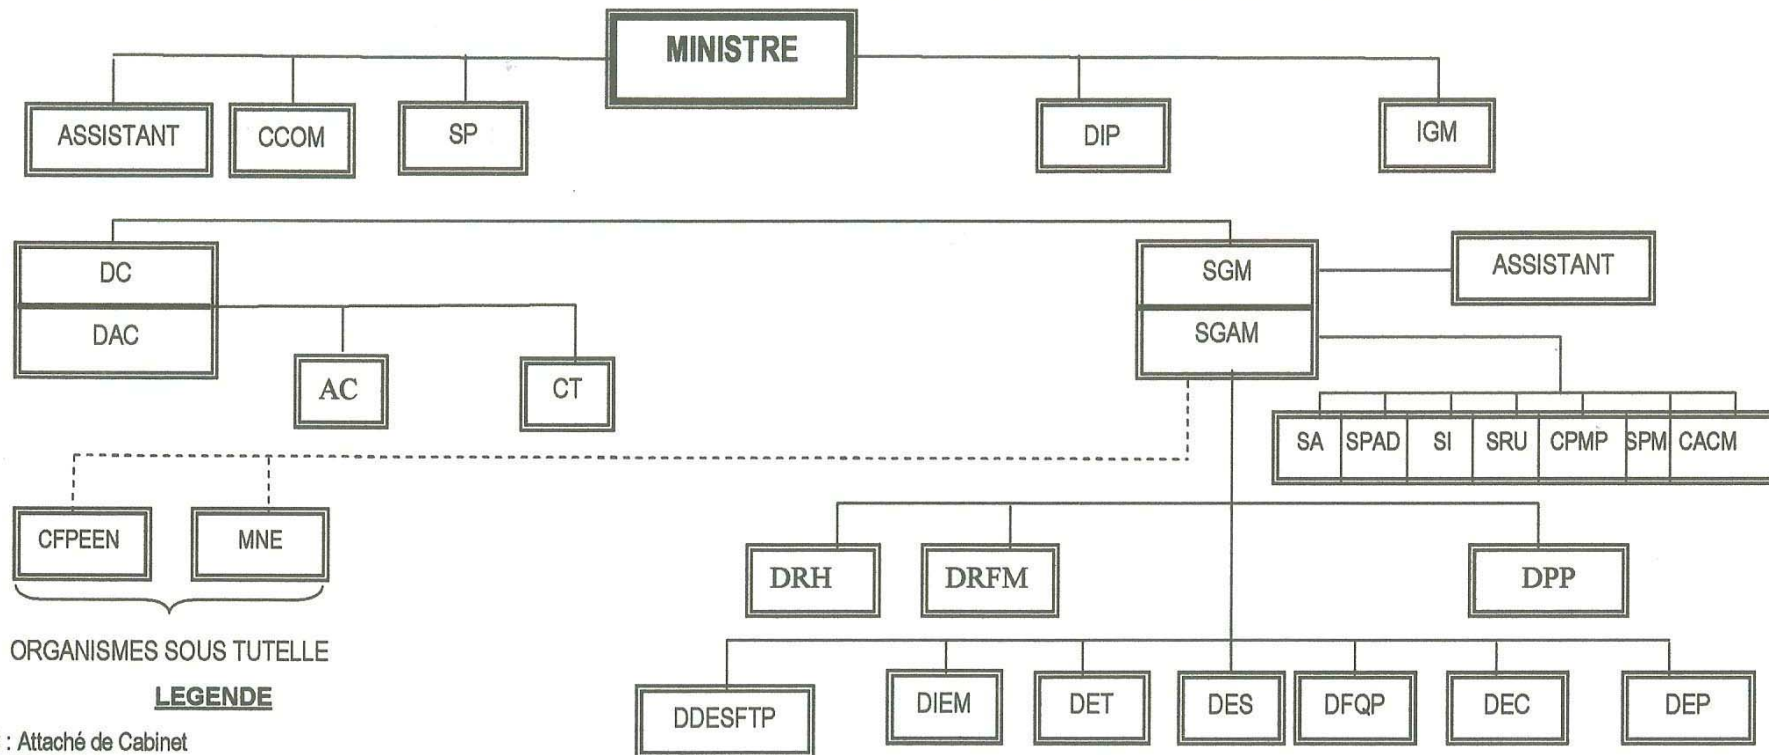 MINISTRE
ASSISTANT CCOM SP DIP IGM
DC SGM ASSISTANT
DAC SGAM
AC CT
SA SPAD SI SRU CPMP SPM CACM
CFPEEN MNE
DRH DRFM DPP
ORGANISMES SOUS TUTELLE
LEGENDE
DDESFTP DIEM DET DES DFQP DEC DEP
: Attaché de Cabinet